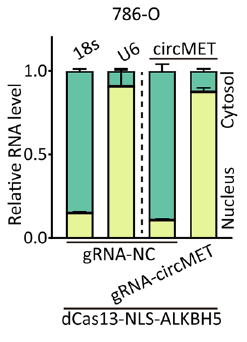 786-O
18s
U6
circMET
1.0
0.5
0.0
Relative RNA level
Cytosol
Nucleus
gRNA-NC
gRNA-circMET
dCas13-NLS-ALKBH5